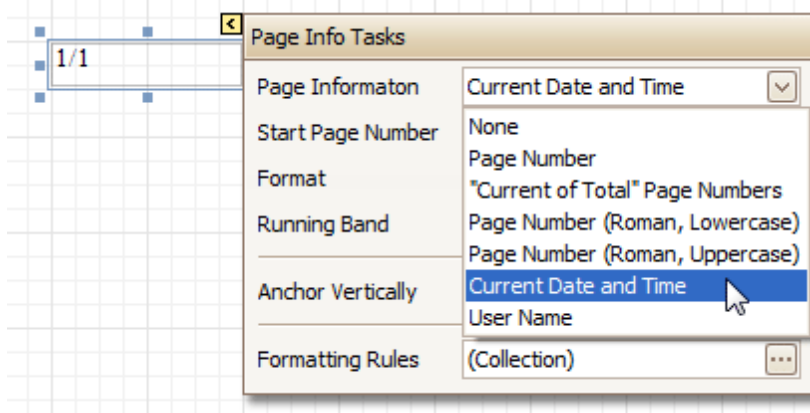 1/1
Page Info Tasks
Page Informaton
Current Date and Time
None
Start Page Number
Page Number
"Current of Total" Page Numbers
Format
Page Number (Roman, Lowercase)
Running Band
Page Number (Roman, Uppercase)
Current Date and Time
Anchor Vertically
User Name
Formatting Rules
(Collection)